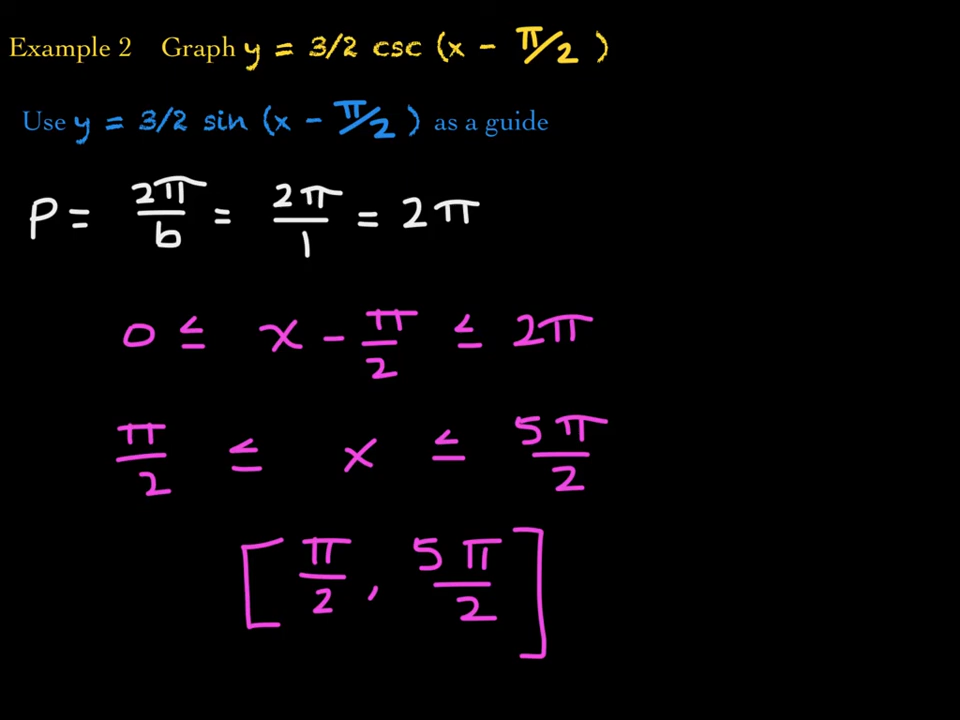 Example 2 Graph y = 3/2 csc (x - π/2)
Use y = 3/2 sin (x - π/2) as a guide
P = 2π/b = 2π/1 = 2π
0 ≤ x - π/2 ≤ 2π
π/2 ≤ x ≤ 5π/2
[π/2, 5π/2]